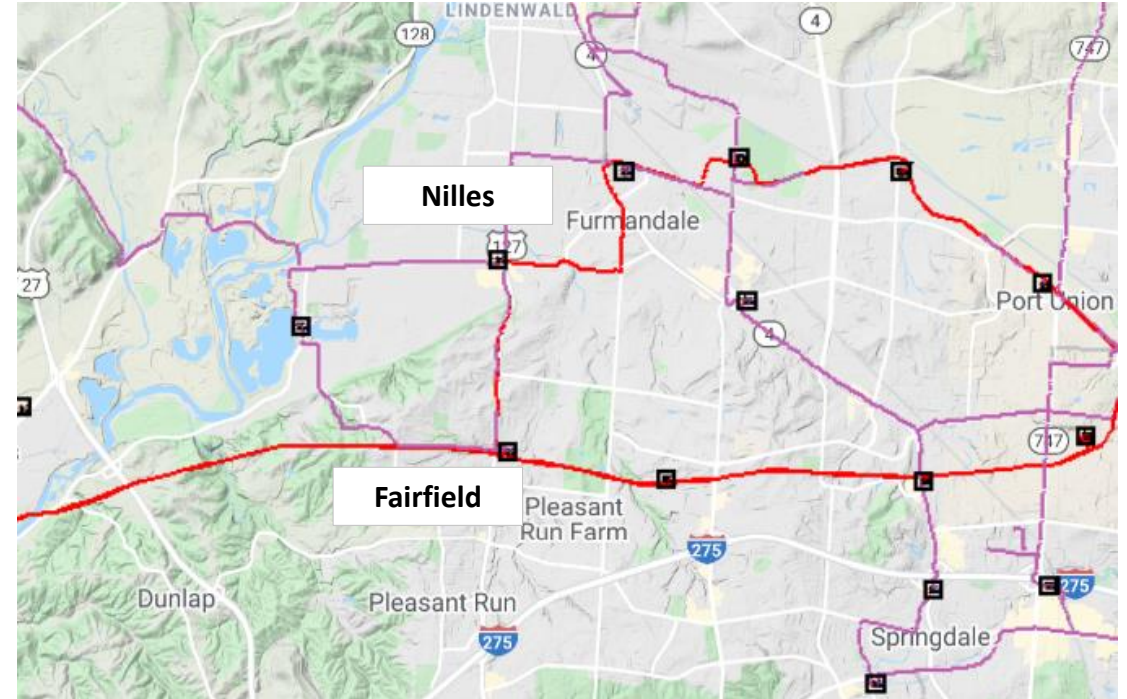 LINDENWALD
128
4
4
747
Nilles
Furmandale
127
27
Port Union
4
747
Fairfield
Pleasant
Run Farm
275
Dunlap
Pleasant Run
275
275
Springdale